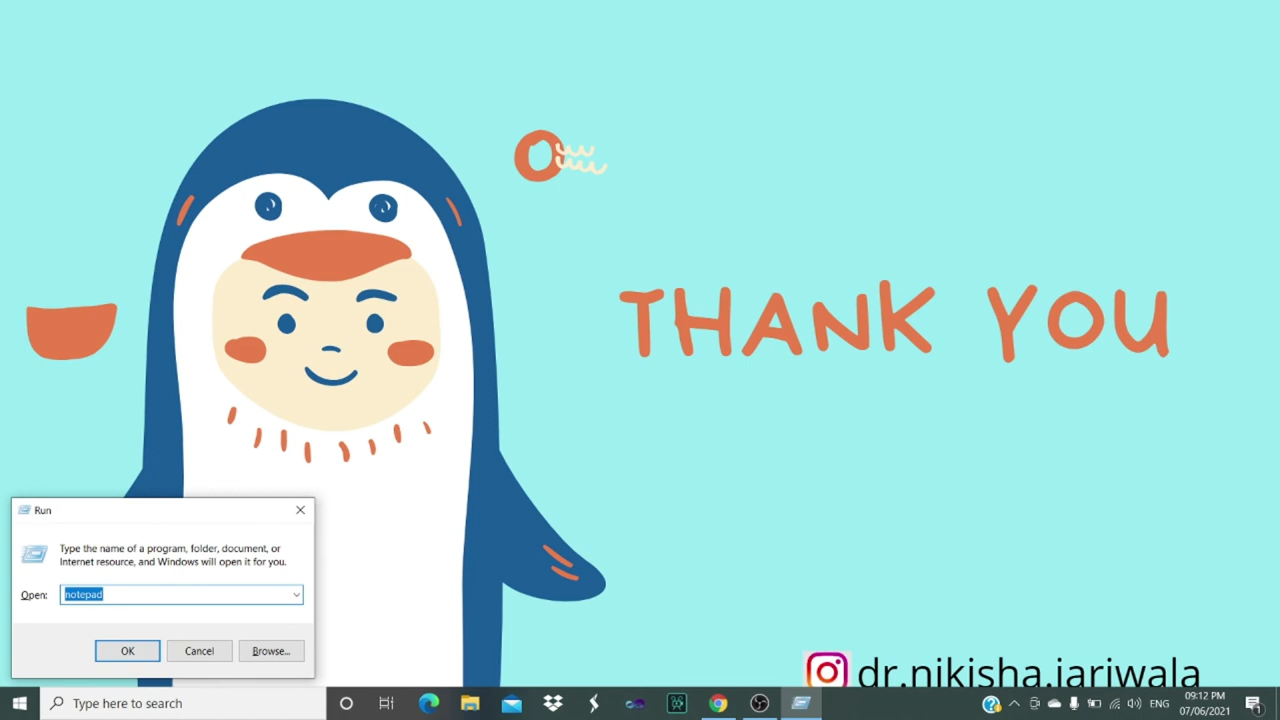 THANK YOU
Run
Type the name of a program, folder, document, or
Internet resource, and Windows will open it for you.
Open: notepad
OK Cancel Browse...
dr.nikisha.jariwala
Type here to search
ENG
09:12 PM
07/06/2021
1